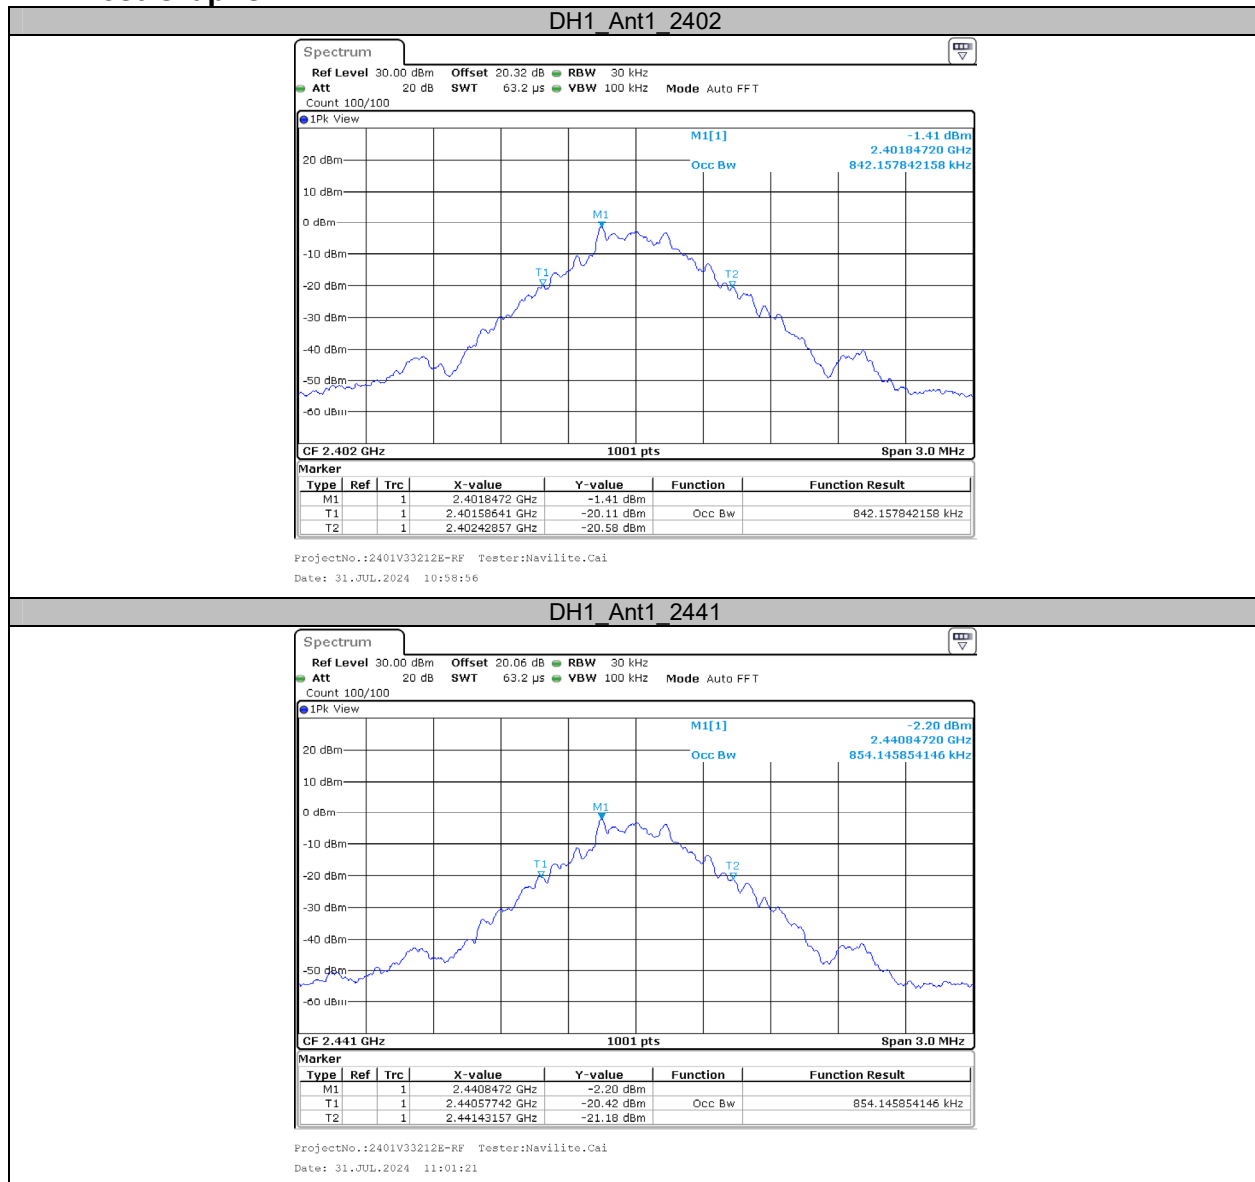 DH1_Ant1_2402
Spectrum
Ref Level 30.00 dBm Offset 20.32 dB RBW 30 kHz
Att 20 dB SWT 63.2 µs VBW 100 kHz Mode Auto FFT
Count 100/100
1Pk View
M1[1] -1.41 dBm
2.40184720 GHz
Occ Bw 842.157842158 kHz
20 dBm
10 dBm
0 dBm
M1
-10 dBm
T1
T2
-20 dBm
-30 dBm
-40 dBm
-50 dBm
-60 dBm
CF 2.402 GHz 1001 pts Span 3.0 MHz
Marker
Type Ref Trc X-value Y-value Function Function Result
M1 1 2.4018472 GHz -1.41 dBm
T1 1 2.40158641 GHz -20.11 dBm Occ Bw 842.157842158 kHz
T2 1 2.40242857 GHz -20.58 dBm
ProjectNo.:2401V33212E-RF Tester:Navilite.Cai
Date: 31.JUL.2024 10:58:56
DH1_Ant1_2441
Spectrum
Ref Level 30.00 dBm Offset 20.06 dB RBW 30 kHz
Att 20 dB SWT 63.2 µs VBW 100 kHz Mode Auto FFT
Count 100/100
1Pk View
M1[1] -2.20 dBm
2.44084720 GHz
Occ Bw 854.145854146 kHz
20 dBm
10 dBm
0 dBm
M1
-10 dBm
T1
T2
-20 dBm
-30 dBm
-40 dBm
-50 dBm
-60 dBm
CF 2.441 GHz 1001 pts Span 3.0 MHz
Marker
Type Ref Trc X-value Y-value Function Function Result
M1 1 2.4408472 GHz -2.20 dBm
T1 1 2.44057742 GHz -20.42 dBm Occ Bw 854.145854146 kHz
T2 1 2.44143157 GHz -21.18 dBm
ProjectNo.:2401V33212E-RF Tester:Navilite.Cai
Date: 31.JUL.2024 11:01:21